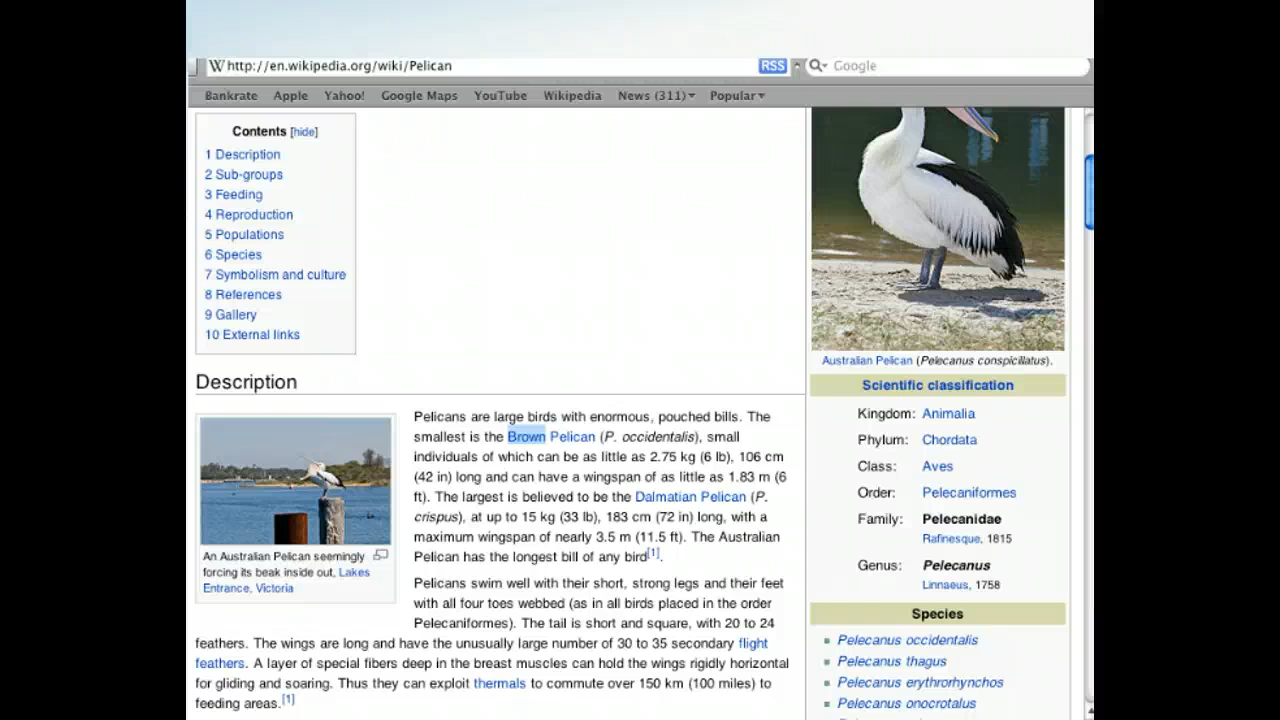 http://en.wikipedia.org/wiki/Pelican RSS Google
Bankrate Apple Yahoo! Google Maps YouTube Wikipedia News (311) Popular
Contents [hide]
1 Description
2 Sub-groups
3 Feeding
4 Reproduction
5 Populations
6 Species
7 Symbolism and culture
8 References
9 Gallery
10 External links
Description
An Australian Pelican seemingly
forcing its beak inside out, Lakes
Entrance, Victoria
Pelicans are large birds with enormous, pouched bills. The
smallest is the Brown Pelican (P. occidentalis), small
individuals of which can be as little as 2.75 kg (6 lb), 106 cm
(42 in) long and can have a wingspan of as little as 1.83 m (6
ft). The largest is believed to be the Dalmatian Pelican (P.
crispus), at up to 15 kg (33 lb), 183 cm (72 in) long, with a
maximum wingspan of nearly 3.5 m (11.5 ft). The Australian
Pelican has the longest bill of any bird[1].
Pelicans swim well with their short, strong legs and their feet
with all four toes webbed (as in all birds placed in the order
Pelecaniformes). The tail is short and square, with 20 to 24
feathers. The wings are long and have the unusually large number of 30 to 35 secondary flight
feathers. A layer of special fibers deep in the breast muscles can hold the wings rigidly horizontal
for gliding and soaring. Thus they can exploit thermals to commute over 150 km (100 miles) to
feeding areas.[1]
Australian Pelican (Pelecanus conspicillatus).
Scientific classification
Kingdom: Animalia
Phylum: Chordata
Class: Aves
Order: Pelecaniformes
Family: Pelecanidae
Rafinesque, 1815
Genus: Pelecanus
Linnaeus, 1758
Species
Pelecanus occidentalis
Pelecanus thagus
Pelecanus erythrorhynchos
Pelecanus onocrotalus